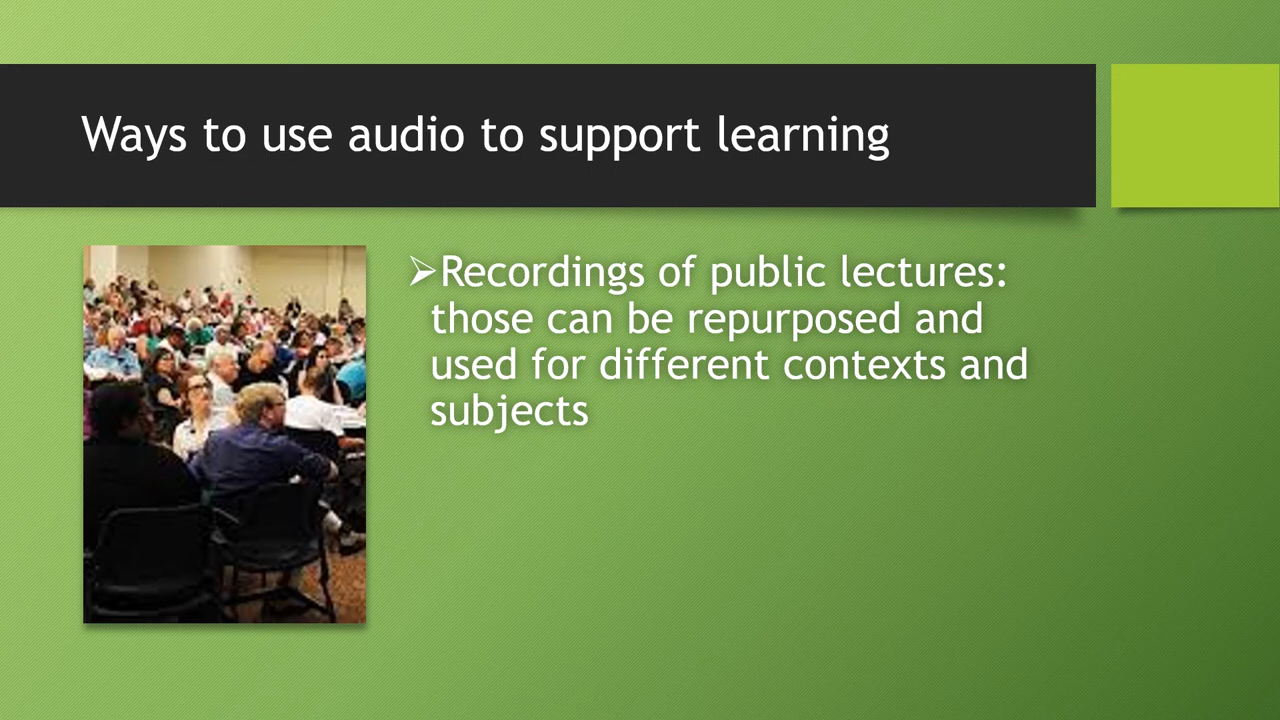 Ways to use audio to support learning
➢Recordings of public lectures:
those can be repurposed and
used for different contexts and
subjects